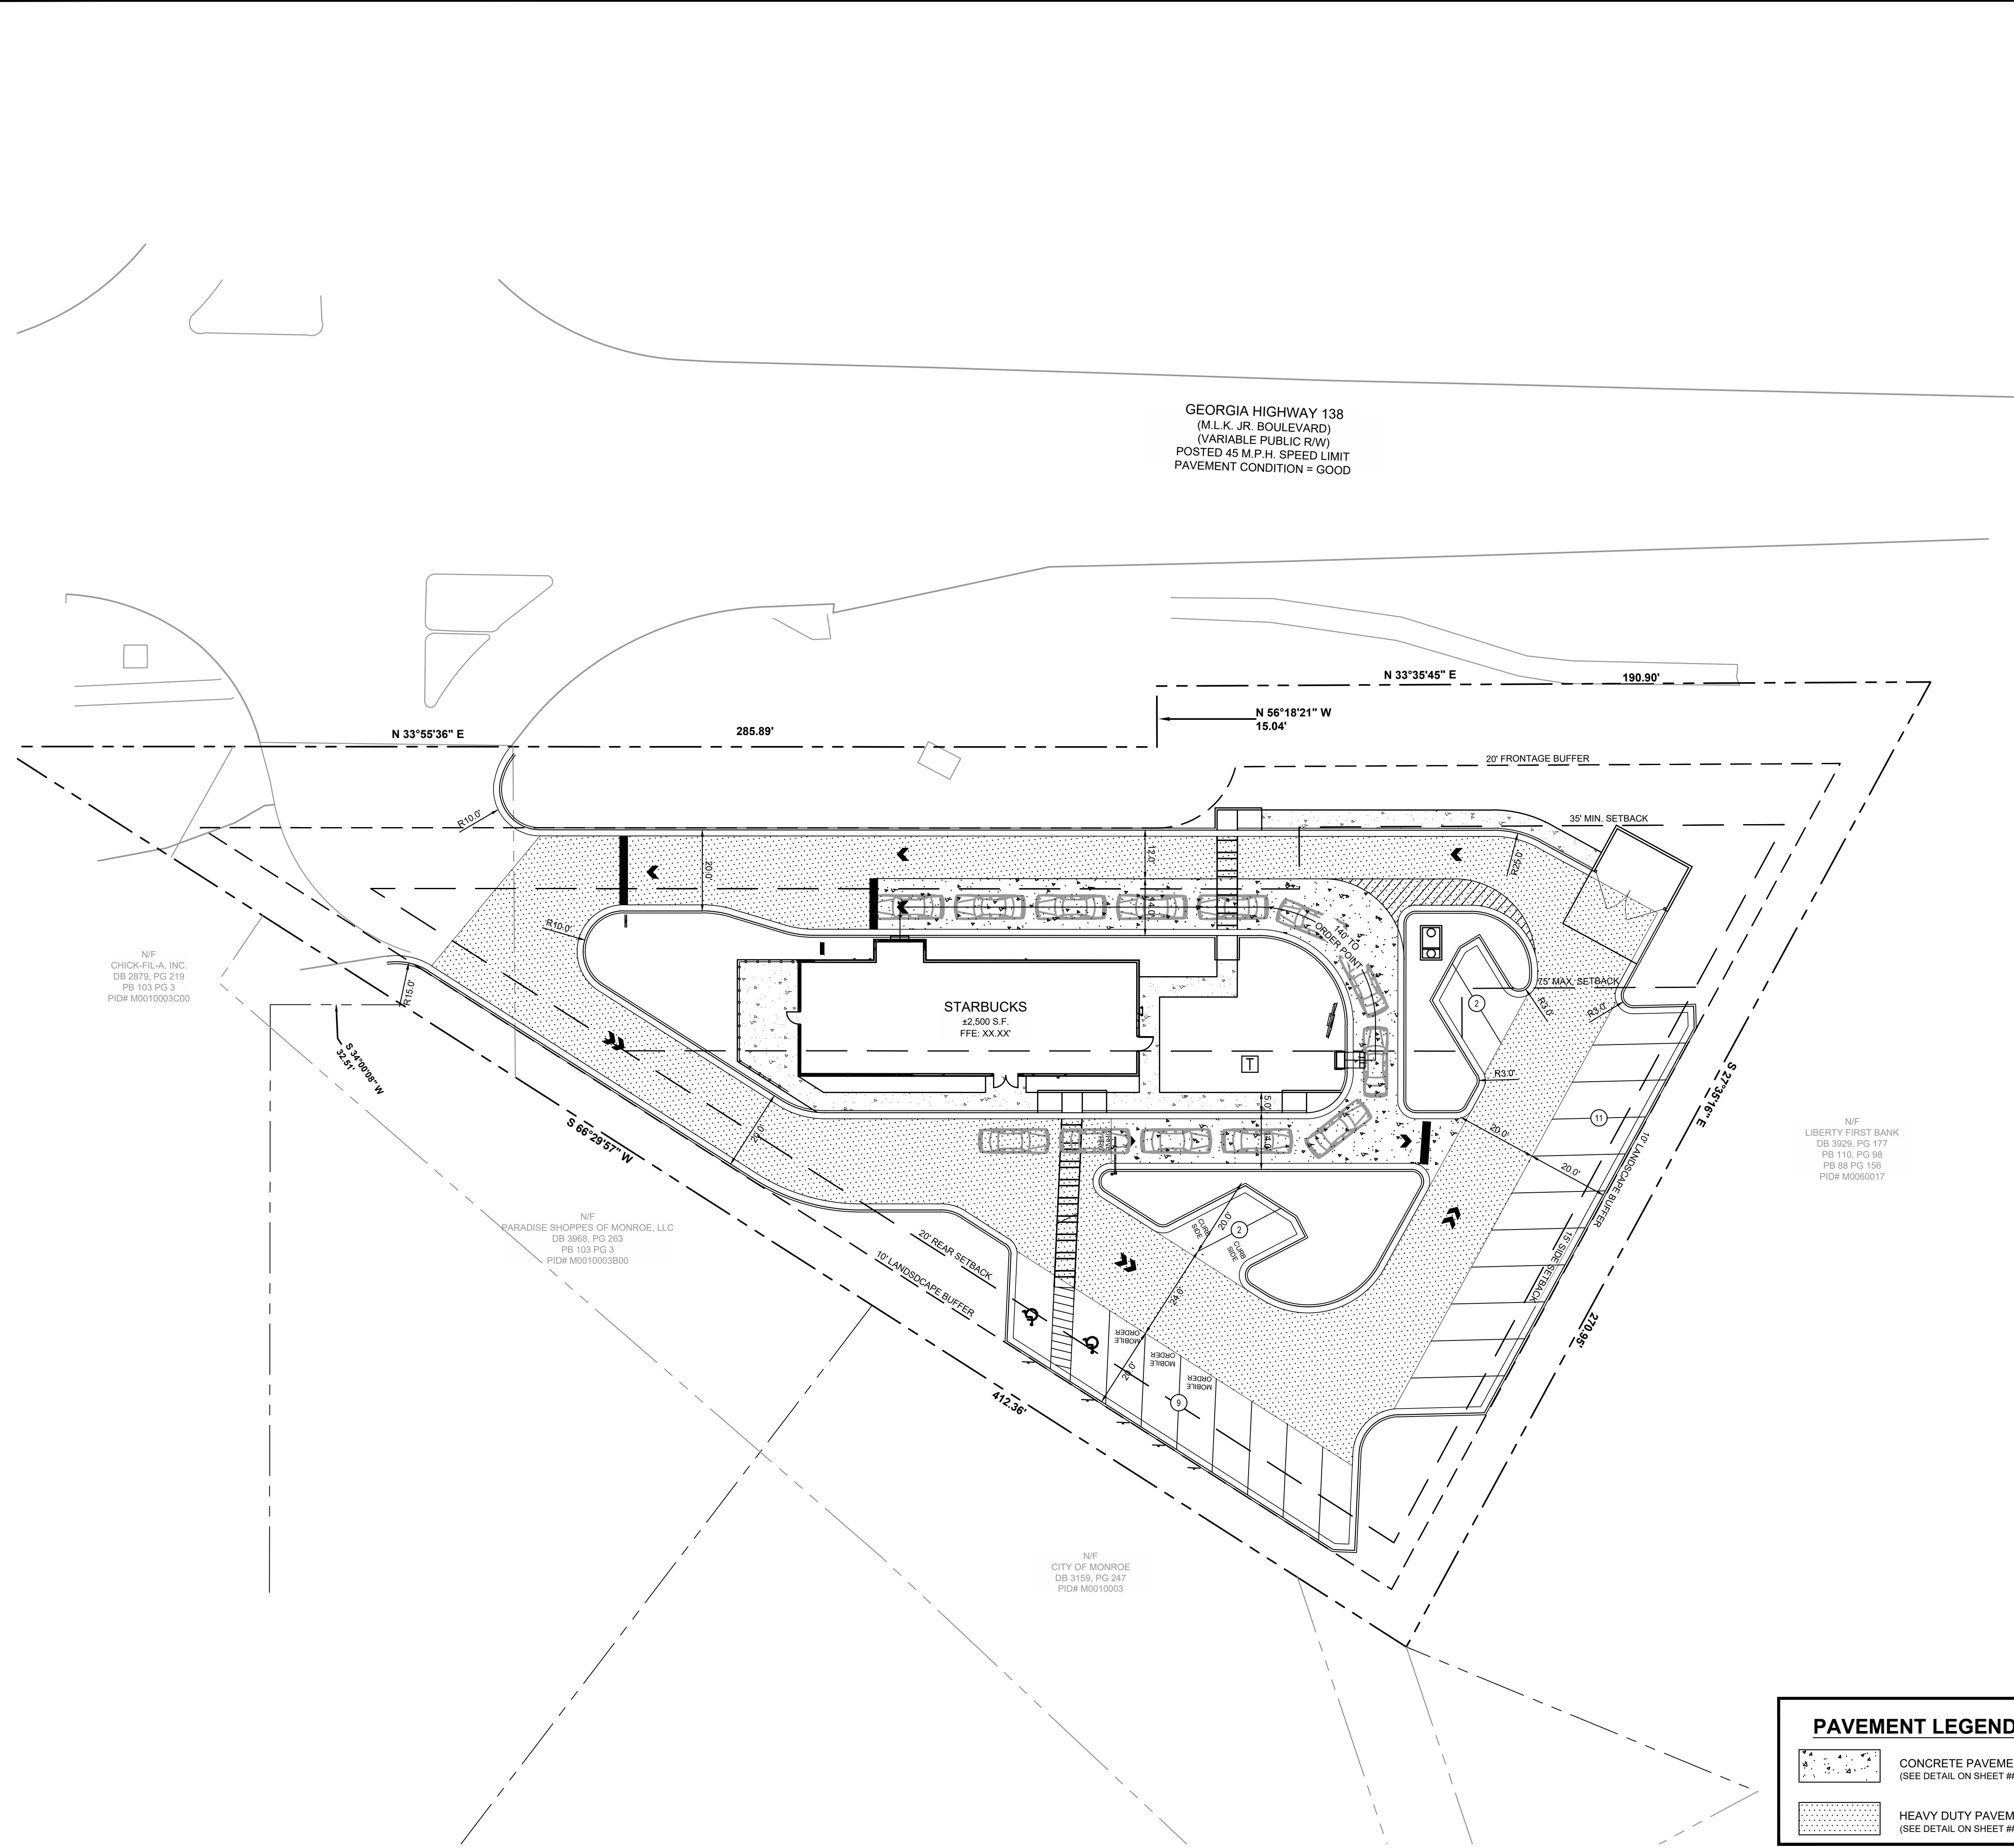 GEORGIA HIGHWAY 138
(M.L.K. JR. BOULEVARD)
(VARIABLE PUBLIC R/W)
POSTED 45 M.P.H. SPEED LIMIT
PAVEMENT CONDITION = GOOD
N 33°35'45" E
190.90'
N 56°18'21" W
15.04'
N 33°55'36" E
285.89'
20' FRONTAGE BUFFER
35' MIN. SETBACK
R10.0'
20.0'
12.0'
14.0'
R25.0'
140' TO
ORDER POINT
R10.0'
N/F
CHICK-FIL-A, INC.
DB 2879, PG 219
PB 103 PG 3
PID# M0010003C00
R15.0'
S 34°00'08" W
32.51'
STARBUCKS
±2,500 S.F.
FFE: XX.XX'
T
75' MAX. SETBACK
2
R3.0'
R3.0'
R3.0'
S 27°35'16" E
270.95'
11
20.0'
20.0'
10' LANDSCAPE BUFFER
15' SIDE SETBACK
N/F
LIBERTY FIRST BANK
DB 3929, PG 177
PB 110, PG 98
PB 88 PG 156
PID# M0060017
S 66°29'57" W
412.36'
20.0'
5.0'
14.0'
N/F
PARADISE SHOPPES OF MONROE, LLC
DB 3968, PG 263
PB 103 PG 3
PID# M0010003B00
20' REAR SETBACK
10' LANDSDCAPE BUFFER
CURB
SIDE
2
CURB
SIDE
20.0'
24.0'
20.0'
MOBILE
ORDER
MOBILE
ORDER
MOBILE
ORDER
9
N/F
CITY OF MONROE
DB 3159, PG 247
PID# M0010003
PAVEMENT LEGEND
CONCRETE PAVEME
(SEE DETAIL ON SHEET ##
HEAVY DUTY PAVEM
(SEE DETAIL ON SHEET ##